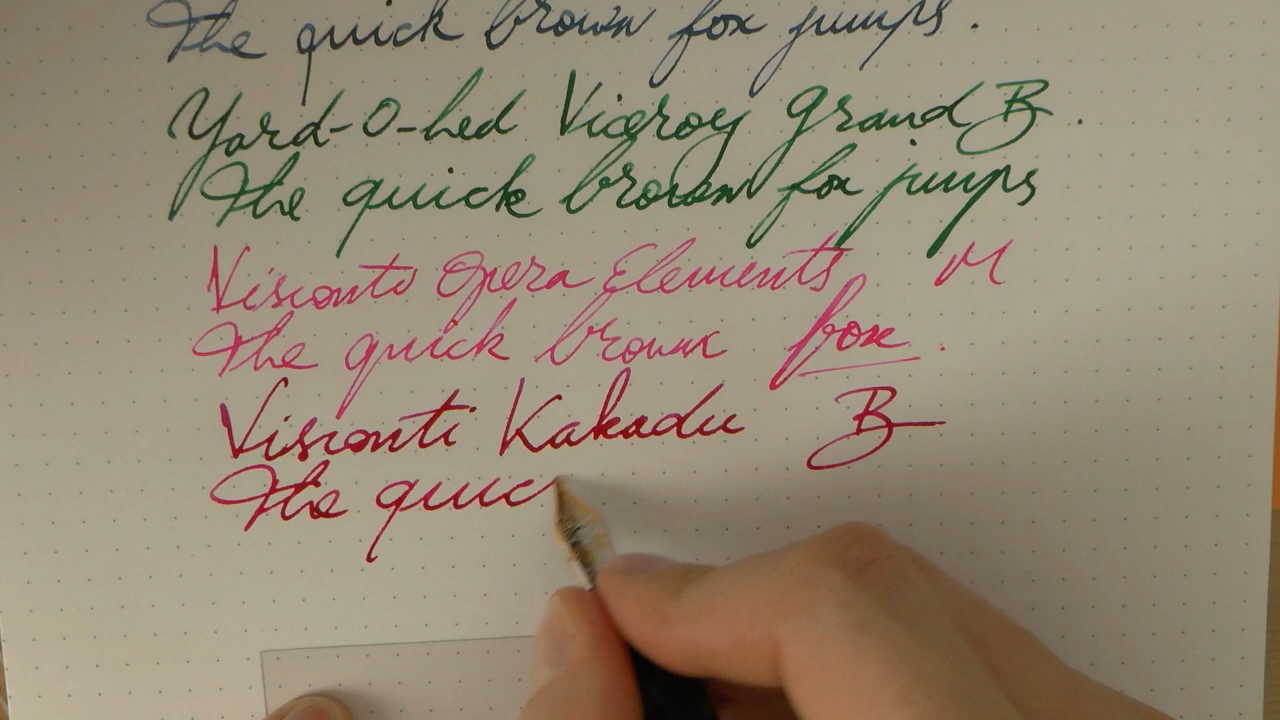 The quick brown fox jumps.
Yard-O-hed Viceroy Grand B.
The quick brown fox jumps
Visconti Opera Elements M
The quick brown fox.
Visconti Kakadu B
The quic